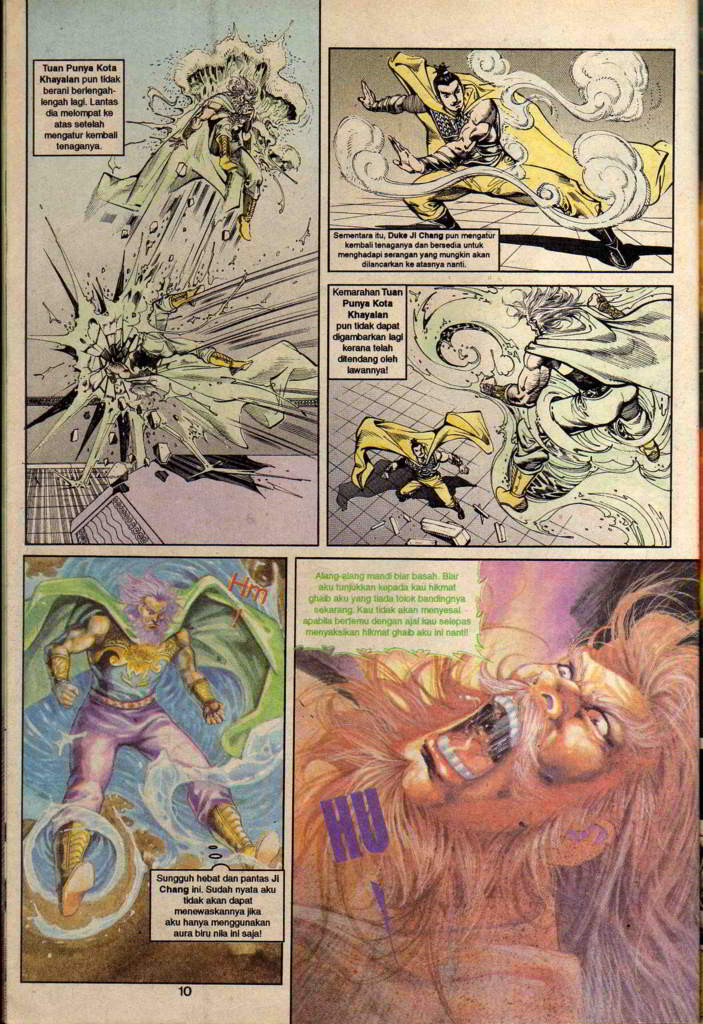 Tuan Punya Kota
Khayalan pun tidak
berani berlengah-
lengah lagi. Lantas
dia melompat ke
atas setelah
mengatur kembali
tenaganya.
Sementara itu, Duke Ji Chang pun mengatur
kembali tenaganya dan bersedia untuk
menghadapi serangan yang mungkin akan
dilancarkan ke atasnya nanti.
Kemarahan Tuan
Punya Kota
Khayalan
pun tidak dapat
digambarkan lagi
kerana telah
ditendang oleh
lawannya!
Hm
!
Sungguh hebat dan pantas Ji
Chang ini. Sudah nyata aku
tidak akan dapat
menewaskannya jika
aku hanya menggunakan
aura biru nila ini saja!
Alang-alang mandi biar basah. Biar
aku tunjukkan kepada kau hikmat
ghaib aku yang tiada tolok bandingnya
sekarang. Kau tidak akan menyesal
apabila bertemu dengan ajal kau selepas
menyaksikan hikmat ghaib aku ini nanti!
HU
!
10